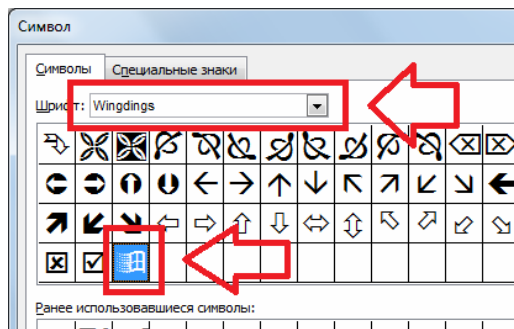 Символ
Символы Специальные знаки
Шрифт: Wingdings
Ранее использовавшиеся символы: